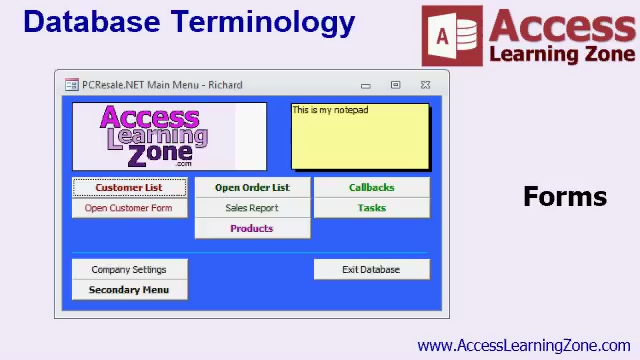 Database Terminology
Access
Learning Zone
PCResale.NET Main Menu - Richard
Access
Learning
Zone
.com
This is my notepad
Customer List
Open Order List
Callbacks
Open Customer Form
Sales Report
Tasks
Products
Forms
Company Settings
Exit Database
Secondary Menu
www.AccessLearningZone.com